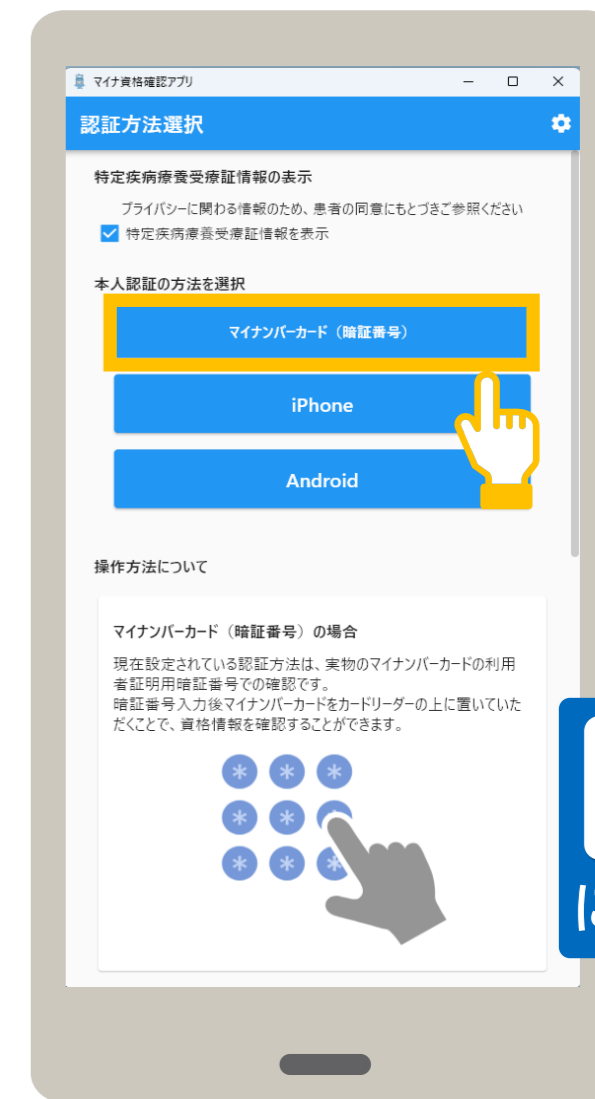 マイナ資格確認アプリ
認証方法選択
特定疾病療養受療証情報の表示
プライバシーに関わる情報のため、患者の同意にもとづきご参照ください
特定疾病療養受療証情報を表示
本人認証の方法を選択
マイナンバーカード（暗証番号）
iPhone
Android
操作方法について
マイナンバーカード（暗証番号）の場合
現在設定されている認証方法は、実物のマイナンバーカードの利用
者証明用暗証番号での確認です。
暗証番号入力後マイナンバーカードをカードリーダーの上に置いていた
だくことで、資格情報を確認することができます。